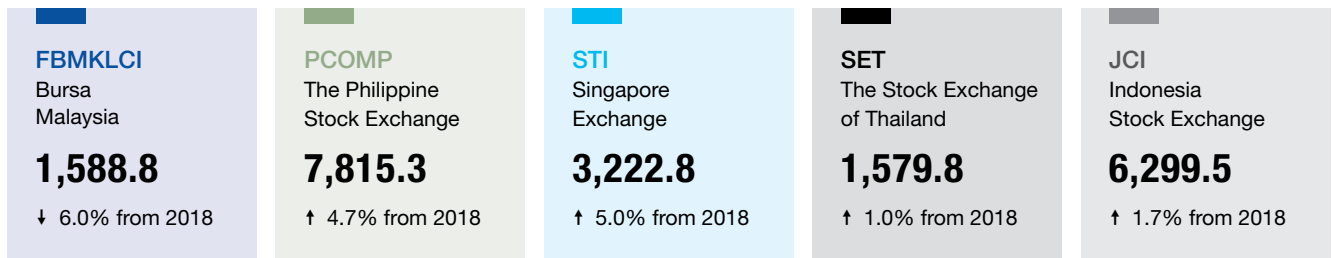 FBMKLCI
Bursa
Malaysia
1,588.8
↓ 6.0% from 2018
PCOMP
The Philippine
Stock Exchange
7,815.3
↑ 4.7% from 2018
STI
Singapore
Exchange
3,222.8
↑ 5.0% from 2018
SET
The Stock Exchange
of Thailand
1,579.8
↑ 1.0% from 2018
JCI
Indonesia
Stock Exchange
6,299.5
↑ 1.7% from 2018